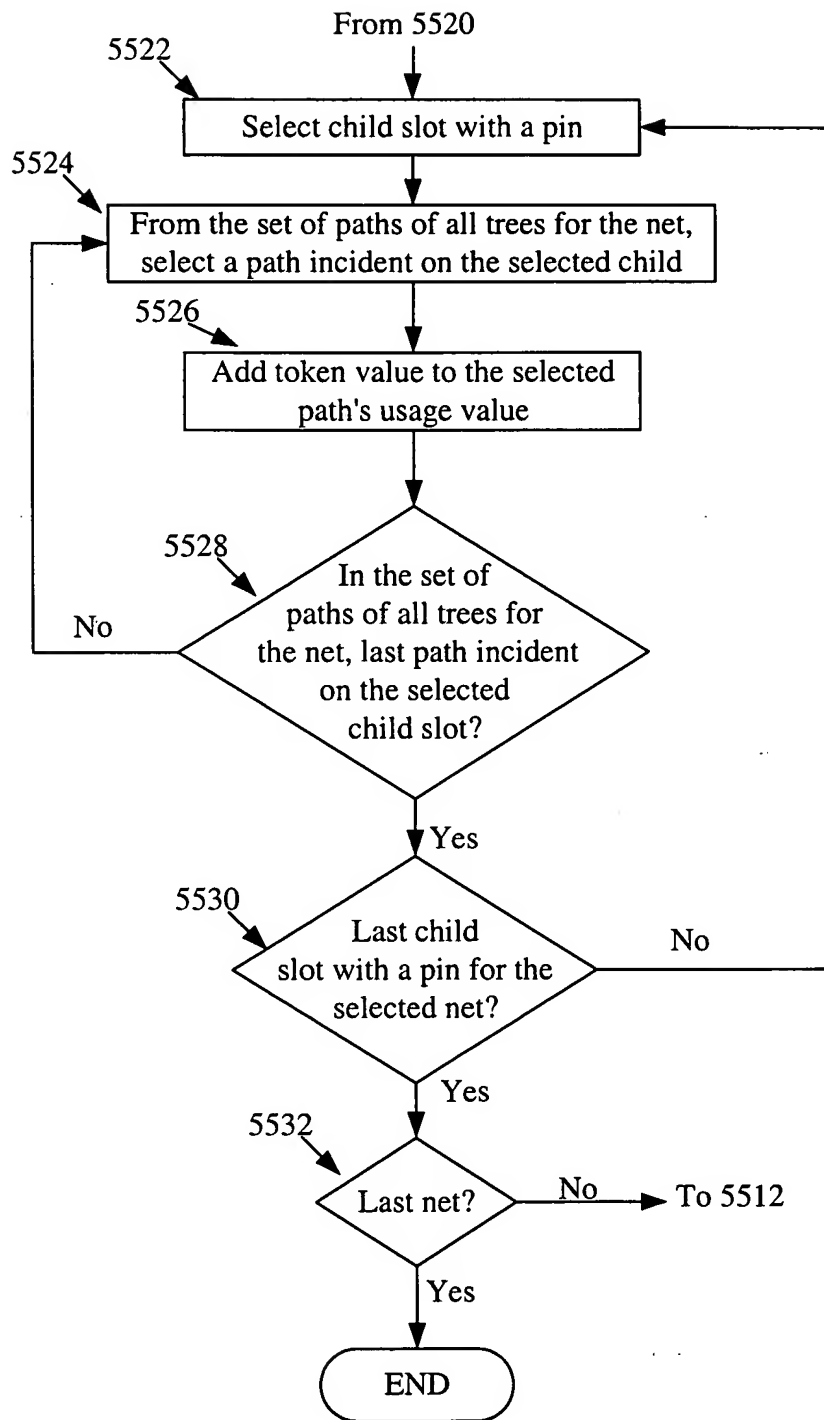 From 5520
5522
Select child slot with a pin
5524
From the set of paths of all trees for the net,
select a path incident on the selected child
5526
Add token value to the selected
path's usage value
5528
In the set of
paths of all trees for
the net, last path incident
on the selected
child slot?
No
Yes
5530
Last child
slot with a pin for the
selected net?
No
Yes
5532
Last net?
No
To 5512
Yes
END